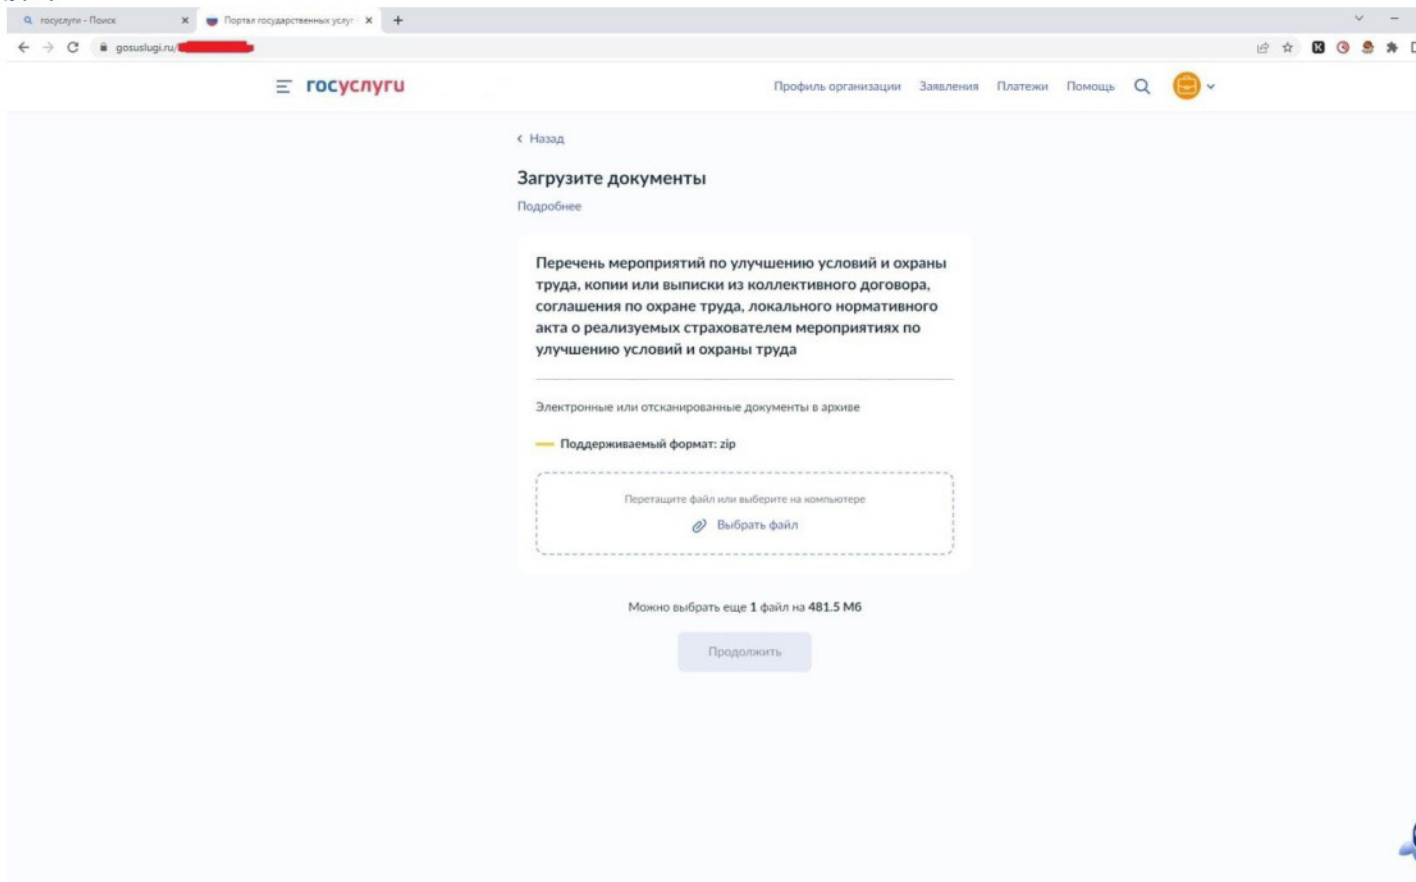 госуслуги - Поиск
Портал государственных услуг
gosuslugi.ru/
госуслуги
Профиль организации Заявления Платежи Помощь
Назад
Загрузите документы
Подробнее
Перечень мероприятий по улучшению условий и охраны
труда, копии или выписки из коллективного договора,
соглашения по охране труда, локального нормативного
акта о реализуемых страхователем мероприятиях по
улучшению условий и охраны труда
Электронные или отсканированные документы в архиве
Поддерживаемый формат: zip
Перетащите файл или выберите на компьютере
Выбрать файл
Можно выбрать еще 1 файл на 481.5 Мб
Продолжить